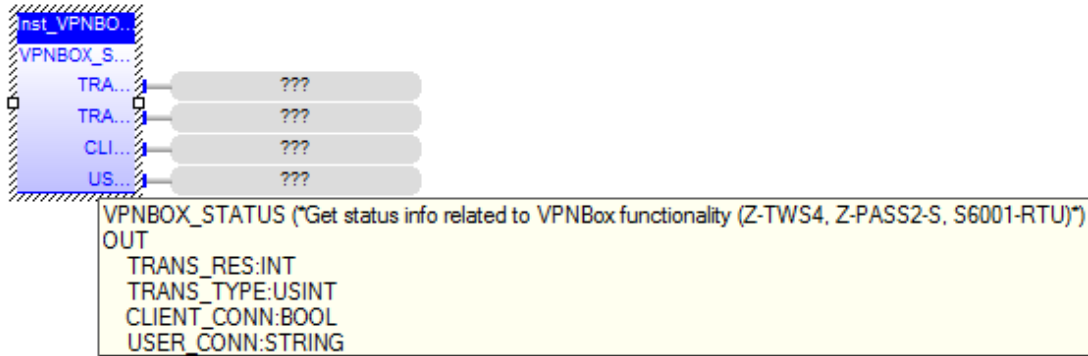 Inst_VPNBO...
VPNBOX_S...
TRA... ???
TRA... ???
CLI... ???
US... ???
VPNBOX_STATUS (*Get status info related to VPNBox functionality (Z-TWS4, Z-PASS2-S, S6001-RTU)*)
OUT
TRANS_RES:INT
TRANS_TYPE:USINT
CLIENT_CONN:BOOL
USER_CONN:STRING